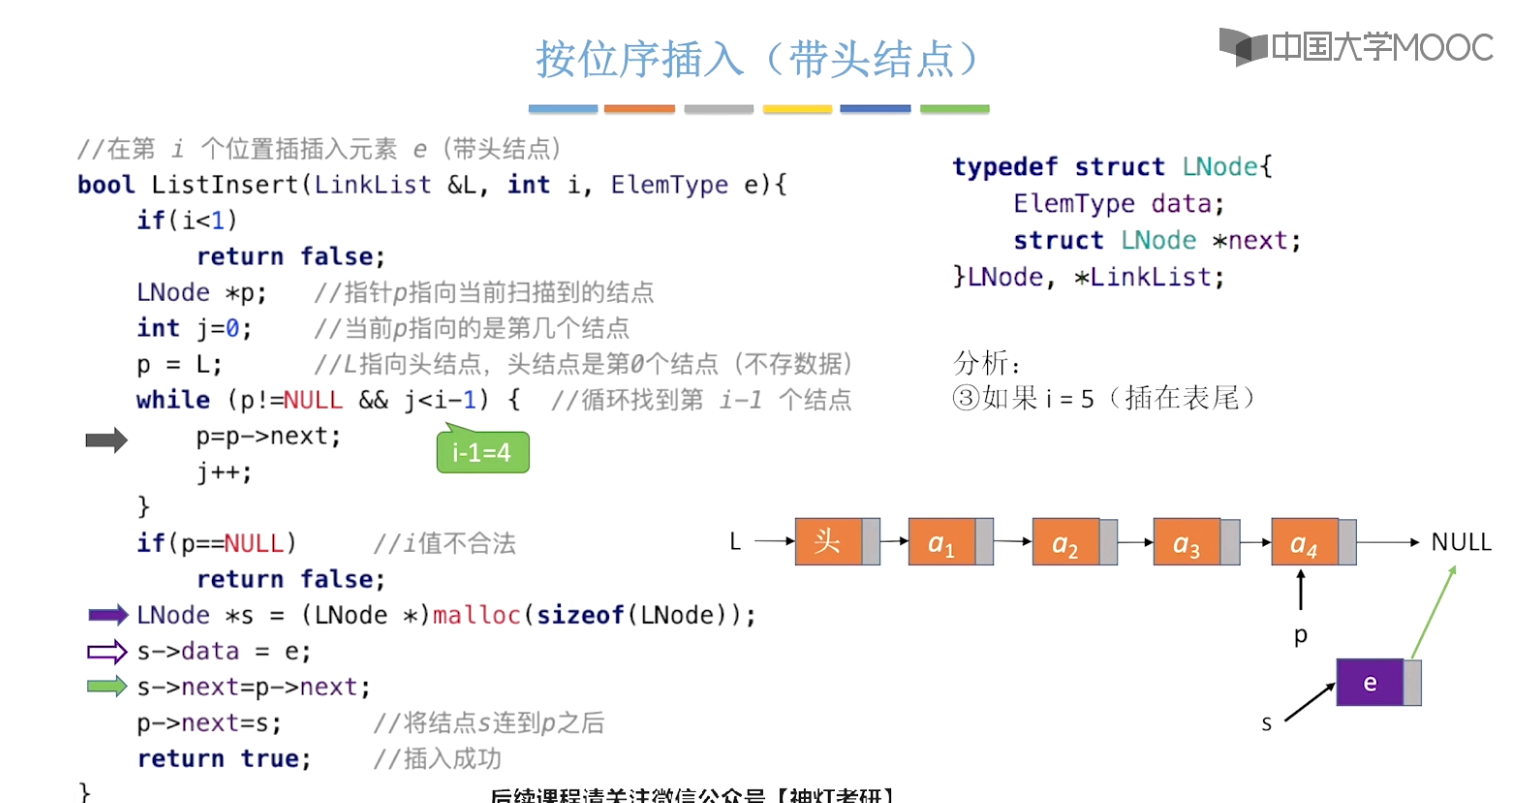 按位序插入（带头结点）
中国大学MOOC
//在第 i 个位置插插入元素 e（带头结点）
bool ListInsert(LinkList &L, int i, ElemType e){
if(i<1)
return false;
LNode *p; //指针p指向当前扫描到的结点
int j=0; //当前p指向的是第几个结点
p = L; //L指向头结点，头结点是第0个结点（不存数据）
while (p!=NULL && j<i-1) { //循环找到第 i-1 个结点
p=p->next;
i-1=4
j++;
}
if(p==NULL) //i值不合法
return false;
LNode *s = (LNode *)malloc(sizeof(LNode));
s->data = e;
s->next=p->next;
p->next=s; //将结点s连到p之后
return true; //插入成功
}
typedef struct LNode{
ElemType data;
struct LNode *next;
}LNode, *LinkList;
分析：
③如果 i = 5（插在表尾）
L 头 a1 a2 a3 a4 NULL
p
e
s
后续课程请关注微信公众号【神灯考研】